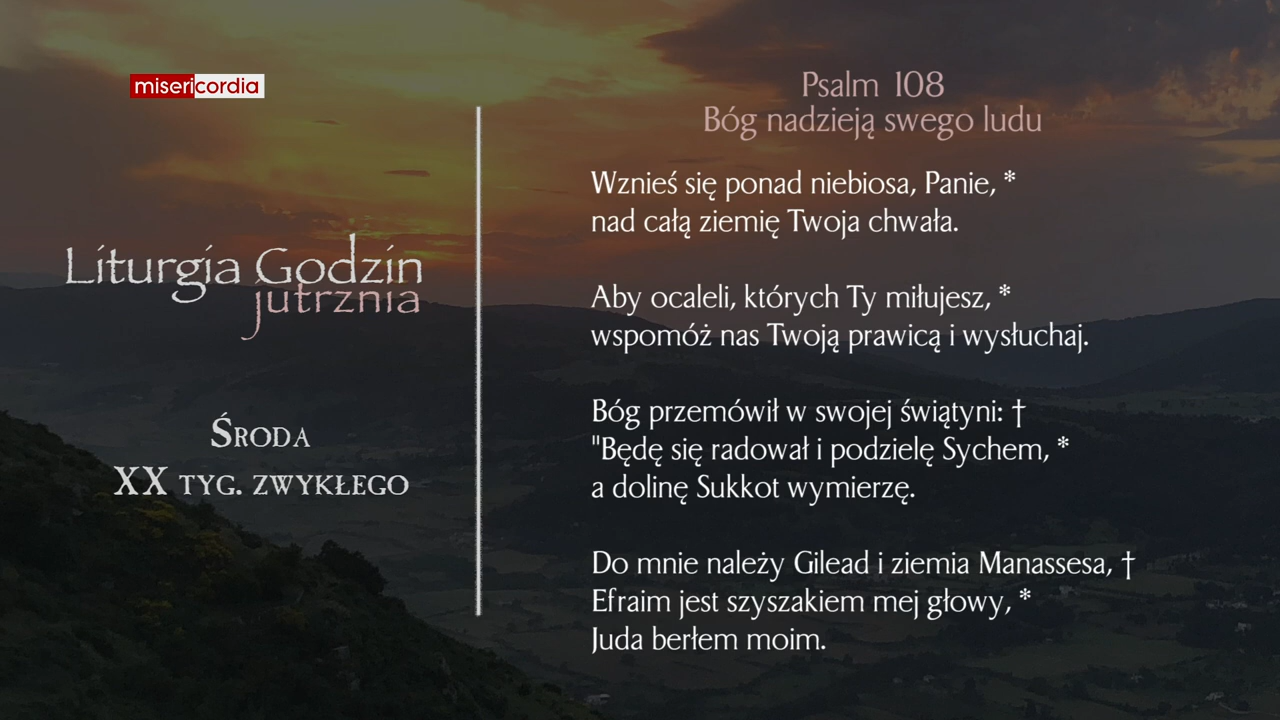 misericordia
Liturgia Godzin
jutrznia
Środa
XX tyg. zwykłego
Psalm 108
Bóg nadzieją swego ludu
Wznieś się ponad niebiosa, Panie, *
nad całą ziemię Twoja chwała.
Aby ocaleli, których Ty miłujesz, *
wspomóż nas Twoją prawicą i wysłuchaj.
Bóg przemówił w swojej świątyni: †
"Będę się radował i podzielę Sychem, *
a dolinę Sukkot wymierzę.
Do mnie należy Gilead i ziemia Manassesa, †
Efraim jest szyszakiem mej głowy, *
Juda berłem moim.